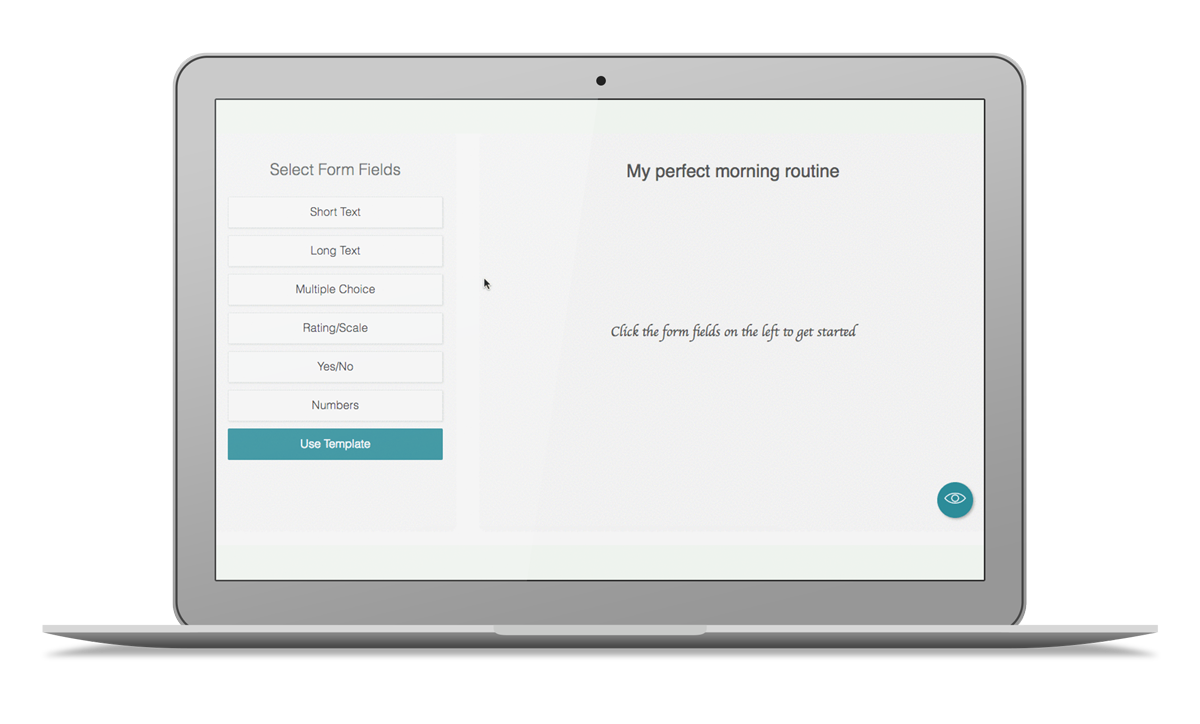 Select Form Fields
Short Text
Long Text
Multiple Choice
Rating/Scale
Yes/No
Numbers
Use Template
My perfect morning routine
Click the form fields on the left to get started